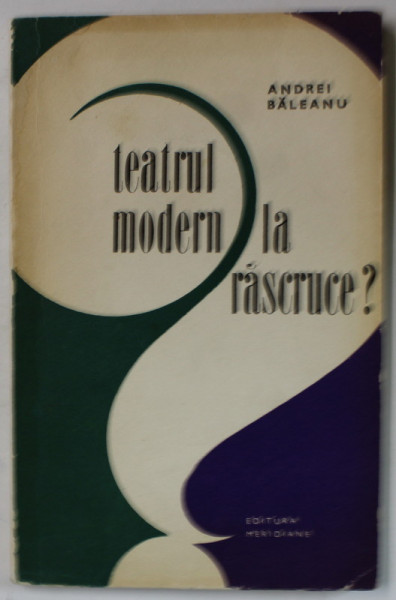 ANDREI
BĂLEANU
teatrul
modern la
răscruce?
EDITURA
MERIDIANE